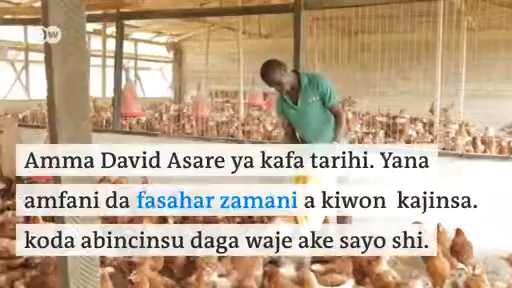 DW
Amma David Asare ya kafa tarihi. Yana
amfani da fasahar zamani a kiwon kajinsa.
koda abincinsu daga waje ake sayo shi.